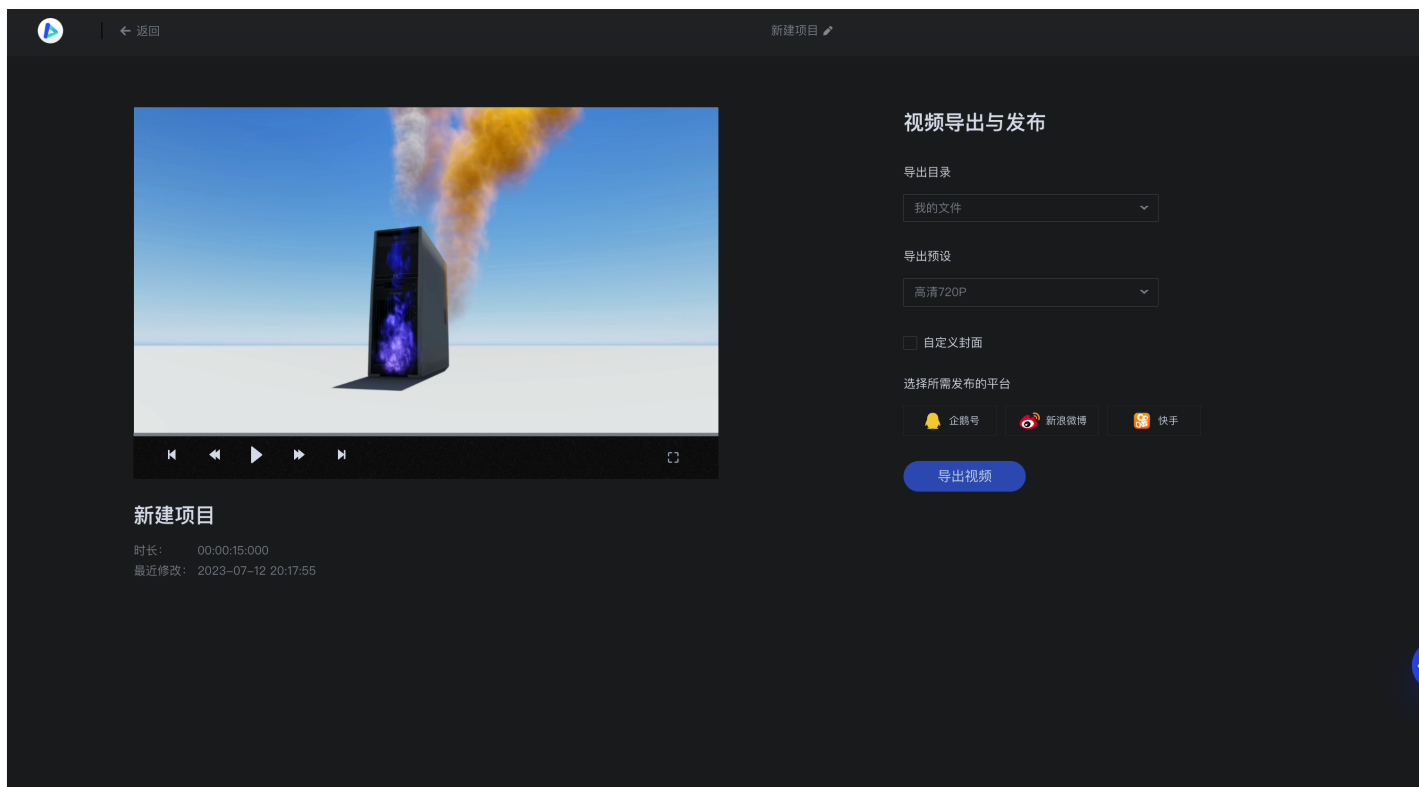 返回
新建项目
视频导出与发布
导出目录
我的文件
导出预设
高清720P
自定义封面
选择所需发布的平台
企鹅号 新浪微博 快手
导出视频
新建项目
时长: 00:00:15:000
最近修改: 2023-07-12 20:17:55